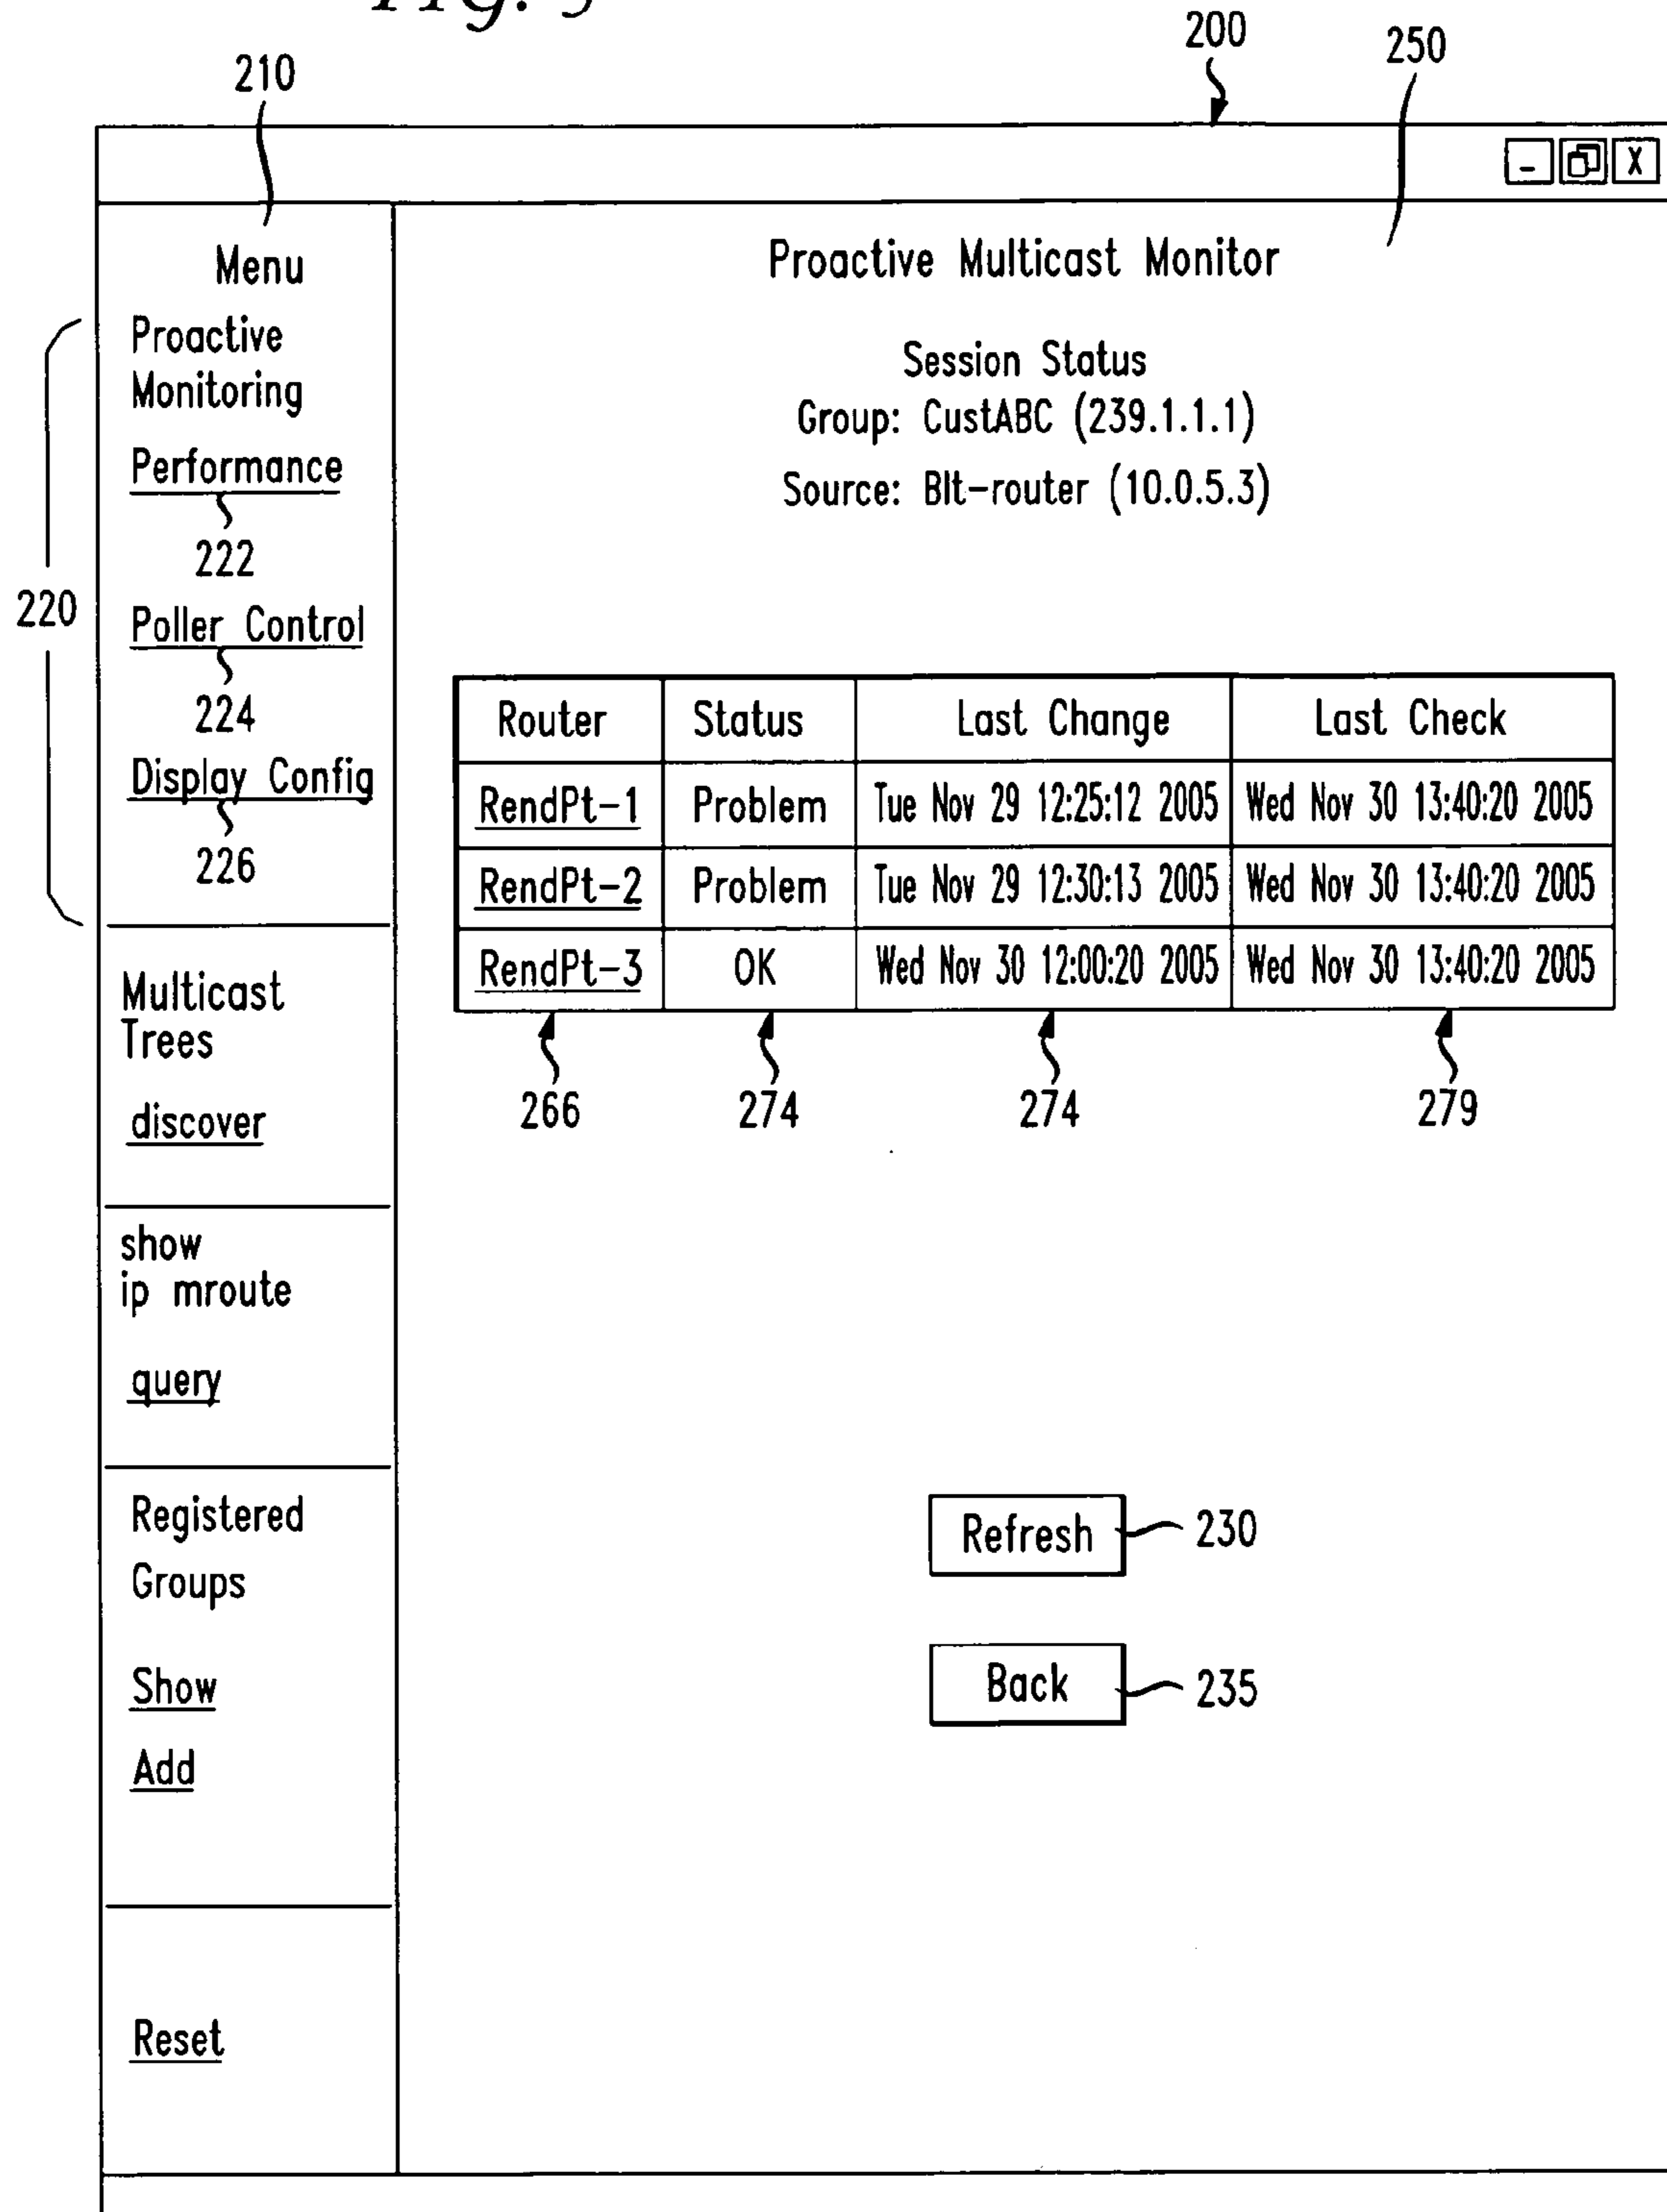 Fig. 5
200
250
210
- X
Menu
Proactive
Monitoring
Performance
222
220
Poller Control
224
Display Config
226
Multicast
Trees
discover
show
ip mroute
query
Registered
Groups
Show
Add
Reset
Proactive Multicast Monitor
Session Status
Group: CustABC (239.1.1.1)
Source: Blt-router (10.0.5.3)
Router Status Last Change Last Check
RendPt-1 Problem Tue Nov 29 12:25:12 2005 Wed Nov 30 13:40:20 2005
RendPt-2 Problem Tue Nov 29 12:30:13 2005 Wed Nov 30 13:40:20 2005
RendPt-3 OK Wed Nov 30 12:00:20 2005 Wed Nov 30 13:40:20 2005
266 274 274 279
Refresh 230
Back 235